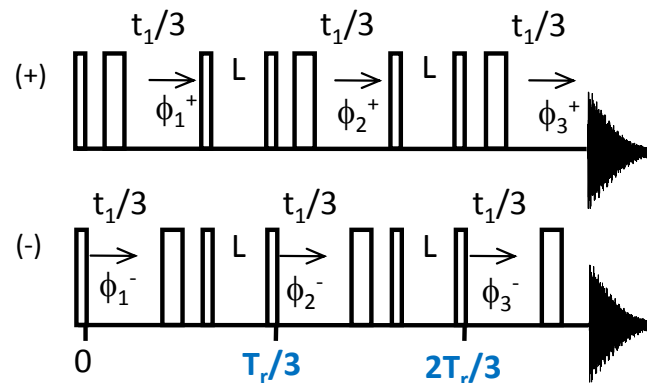 t₁/3 t₁/3 t₁/3
(+) L L
ϕ₁⁺ ϕ₂⁺ ϕ₃⁺
t₁/3 t₁/3 t₁/3
(-) L L
ϕ₁⁻ ϕ₂⁻ ϕ₃⁻
0 Tᵣ/3 2Tᵣ/3